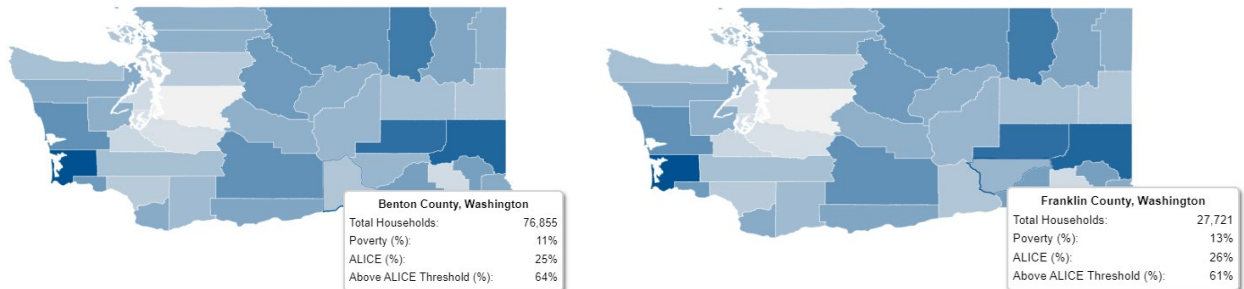 Benton County, Washington
Total Households: 76,855
Poverty (%): 11%
ALICE (%): 25%
Above ALICE Threshold (%): 64%
Franklin County, Washington
Total Households: 27,721
Poverty (%): 13%
ALICE (%): 26%
Above ALICE Threshold (%): 61%